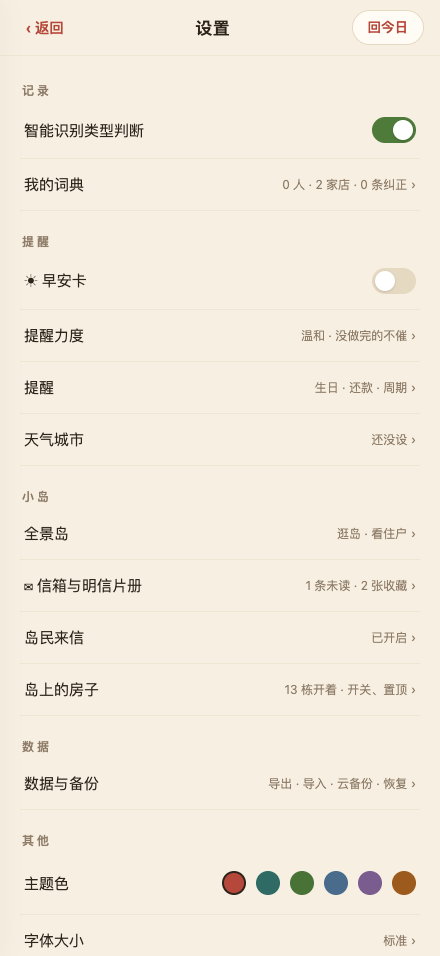 ‹ 返回
设置
回今日
记录
智能识别类型判断
我的词典 0 人 · 2 家店 · 0 条纠正 ›
提醒
☀ 早安卡
提醒力度 温和 · 没做完的不催 ›
提醒 生日 · 还款 · 周期 ›
天气城市 还没设 ›
小岛
全景岛 逛岛 · 看住户 ›
✉ 信箱与明信片册 1 条未读 · 2 张收藏 ›
岛民来信 已开启 ›
岛上的房子 13 栋开着 · 开关、置顶 ›
数据
数据与备份 导出 · 导入 · 云备份 · 恢复 ›
其他
主题色
字体大小 标准 ›